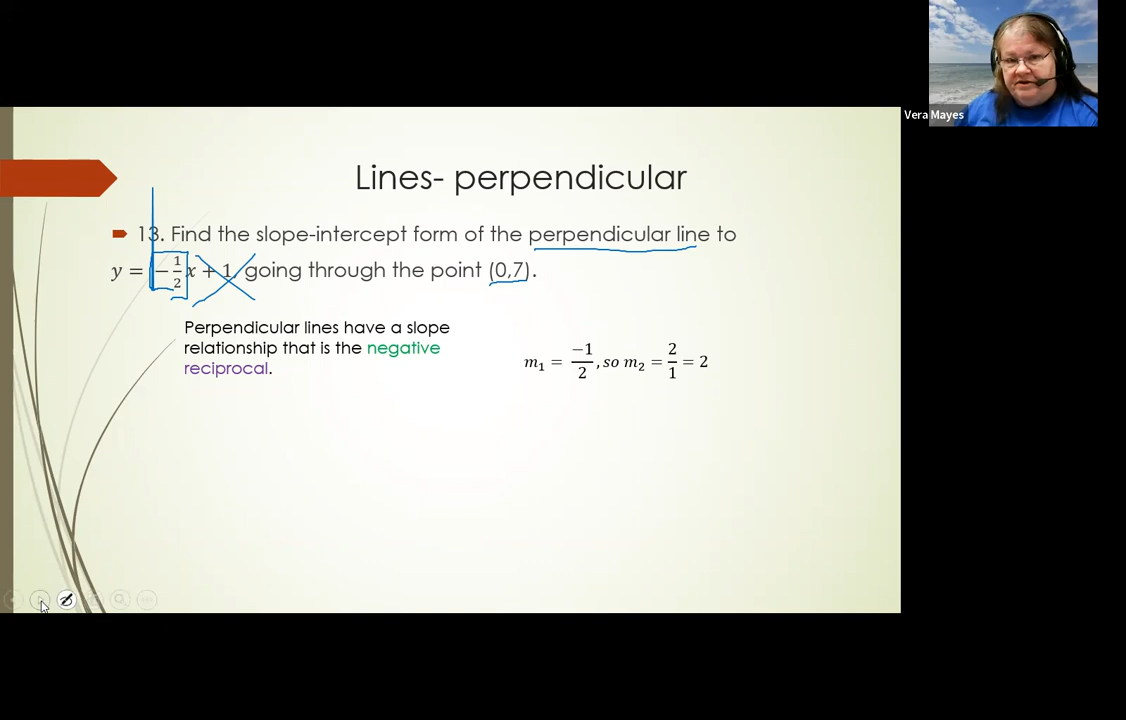 Vera Mayes
Lines- perpendicular
13. Find the slope-intercept form of the perpendicular line to
y = −1/2x + 1, going through the point (0,7).
Perpendicular lines have a slope
relationship that is the negative
reciprocal.
m₁ = −1/2, so m₂ = 2/1 = 2